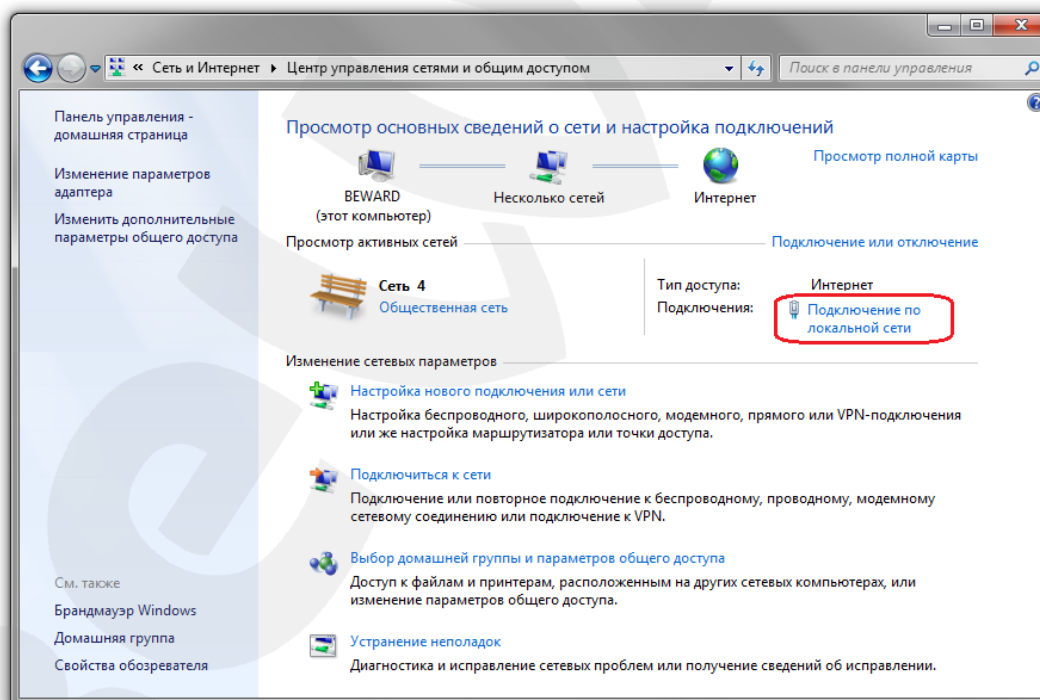 « Сеть и Интернет ▸ Центр управления сетями и общим доступом
Поиск в панели управления
Панель управления -
домашняя страница
Изменение параметров
адаптера
Изменить дополнительные
параметры общего доступа
Просмотр основных сведений о сети и настройка подключений
Просмотр полной карты
BEWARD
(этот компьютер)
Несколько сетей
Интернет
Просмотр активных сетей
Подключение или отключение
Сеть 4
Общественная сеть
Тип доступа:
Интернет
Подключения:
Подключение по
локальной сети
Изменение сетевых параметров
Настройка нового подключения или сети
Настройка беспроводного, широкополосного, модемного, прямого или VPN-подключения
или же настройка маршрутизатора или точки доступа.
Подключиться к сети
Подключение или повторное подключение к беспроводному, проводному, модемному
сетевому соединению или подключение к VPN.
Выбор домашней группы и параметров общего доступа
Доступ к файлам и принтерам, расположенным на других сетевых компьютерах, или
изменение параметров общего доступа.
Устранение неполадок
Диагностика и исправление сетевых проблем или получение сведений об исправлении.
См. также
Брандмауэр Windows
Домашняя группа
Свойства обозревателя